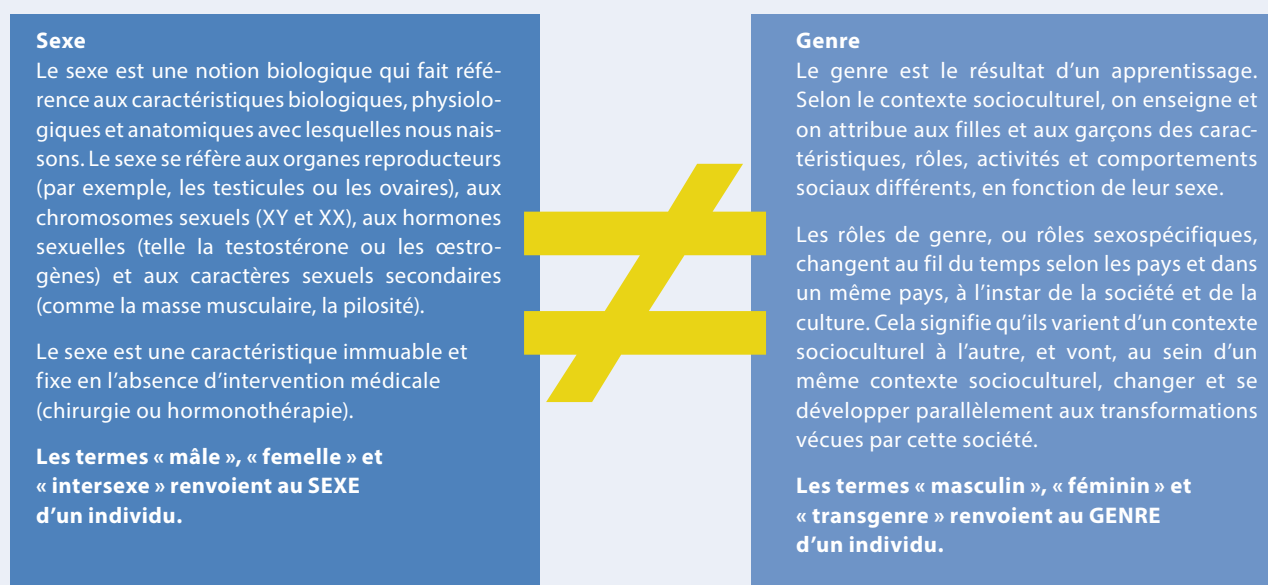 Sexe
Le sexe est une notion biologique qui fait réfé-
rence aux caractéristiques biologiques, physiolo-
giques et anatomiques avec lesquelles nous nais-
sons. Le sexe se réfère aux organes reproducteurs
(par exemple, les testicules ou les ovaires), aux
chromosomes sexuels (XY et XX), aux hormones
sexuelles (telle la testostérone ou les œstro-
gènes) et aux caractères sexuels secondaires
(comme la masse musculaire, la pilosité).
Le sexe est une caractéristique immuable et
fixe en l’absence d’intervention médicale
(chirurgie ou hormonothérapie).
Les termes « mâle », « femelle » et
« intersexe » renvoient au SEXE
d’un individu.
≠
Genre
Le genre est le résultat d’un apprentissage.
Selon le contexte socioculturel, on enseigne et
on attribue aux filles et aux garçons des carac-
téristiques, rôles, activités et comportements
sociaux différents, en fonction de leur sexe.
Les rôles de genre, ou rôles sexospécifiques,
changent au fil du temps selon les pays et dans
un même pays, à l’instar de la société et de la
culture. Cela signifie qu’ils varient d’un contexte
socioculturel à l’autre, et vont, au sein d’un
même contexte socioculturel, changer et se
développer parallèlement aux transformations
vécues par cette société.
Les termes « masculin », « féminin » et
« transgenre » renvoient au GENRE
d’un individu.